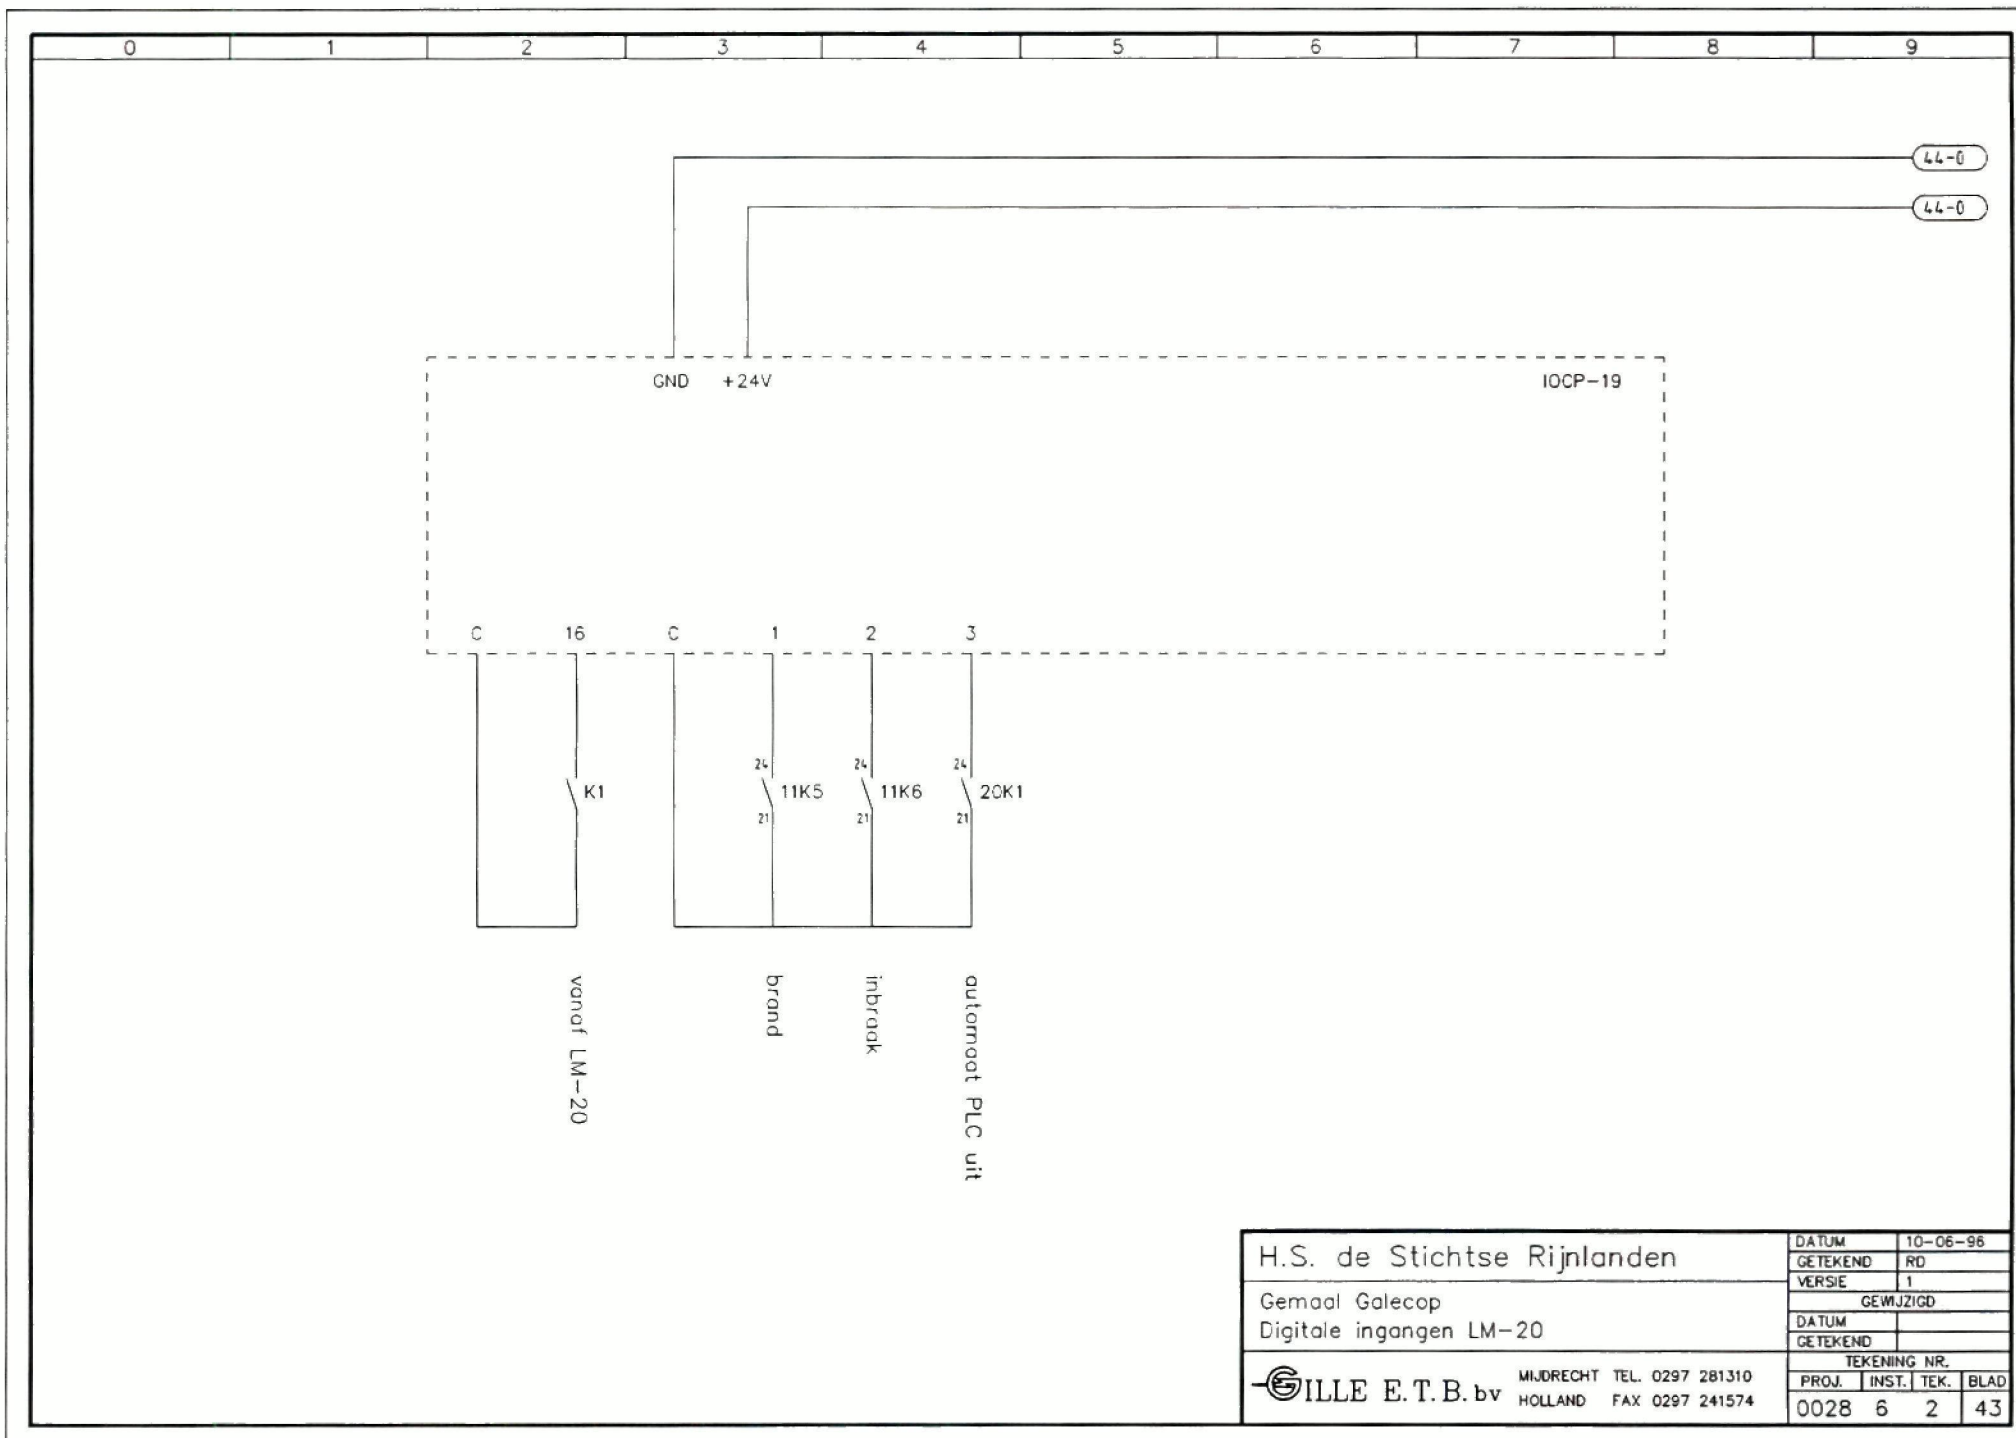 0 1 2 3 4 5 6 7 8 9
44-0
44-0
GND +24V IOCP-19
C 16 C 1 2 3
24 24 24
K1 11K5 11K6 20K1
21 21 21
vanaf LM-20
brand
inbraak
automaat PLC uit
H.S. de Stichtse Rijnlanden
Gemaal Galecop
Digitale ingangen LM-20
GILLE E.T.B. bv
MIJDRECHT TEL. 0297 281310
HOLLAND FAX 0297 241574
DATUM 10-06-96
GETEKEND RD
VERSIE 1
GEWIJZIGD
DATUM
GETEKEND
TEKENING NR.
PROJ. INST. TEK. BLAD
0028 6 2 43